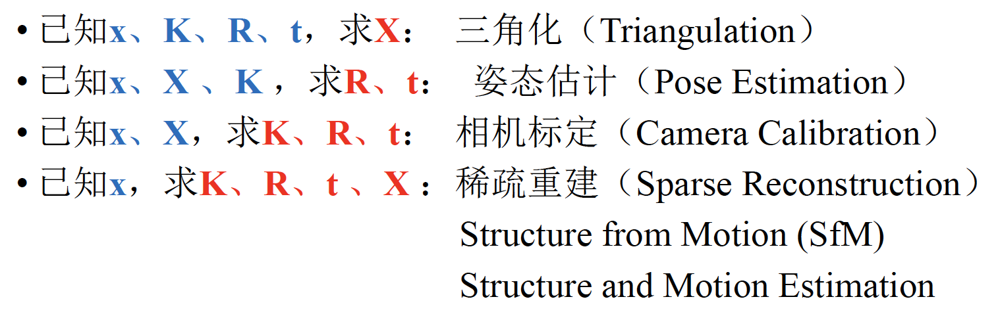 • 已知x、K、R、t，求X： 三角化（Triangulation）
• 已知x、X 、K ，求R、t： 姿态估计（Pose Estimation）
• 已知x、X，求K、R、t： 相机标定（Camera Calibration）
• 已知x，求K、R、t 、X ：稀疏重建（Sparse Reconstruction）
Structure from Motion (SfM)
Structure and Motion Estimation